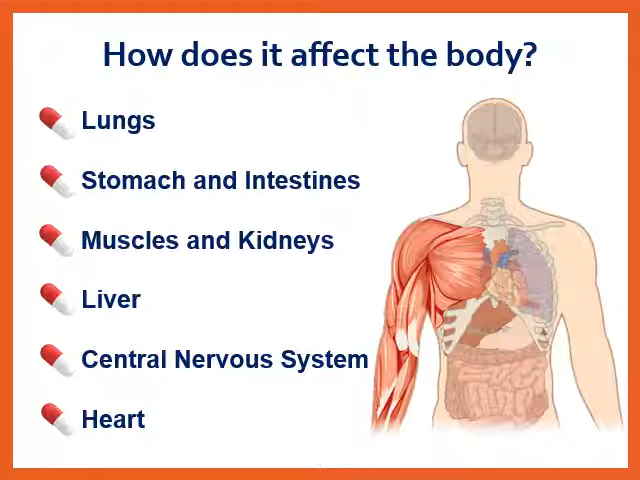 How does it affect the body?
Lungs
Stomach and Intestines
Muscles and Kidneys
Liver
Central Nervous System
Heart